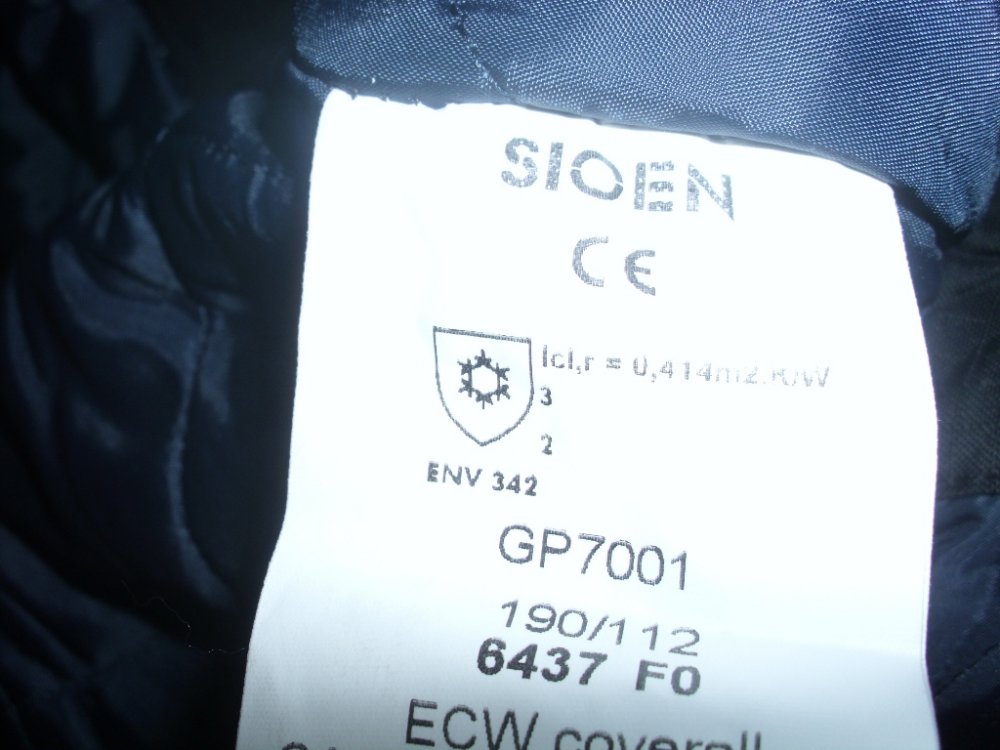 SIOEN
CE
Icl,r = 0,414m2.K/W
3
2
ENV 342
GP7001
190/112
6437 F0
ECW coverall